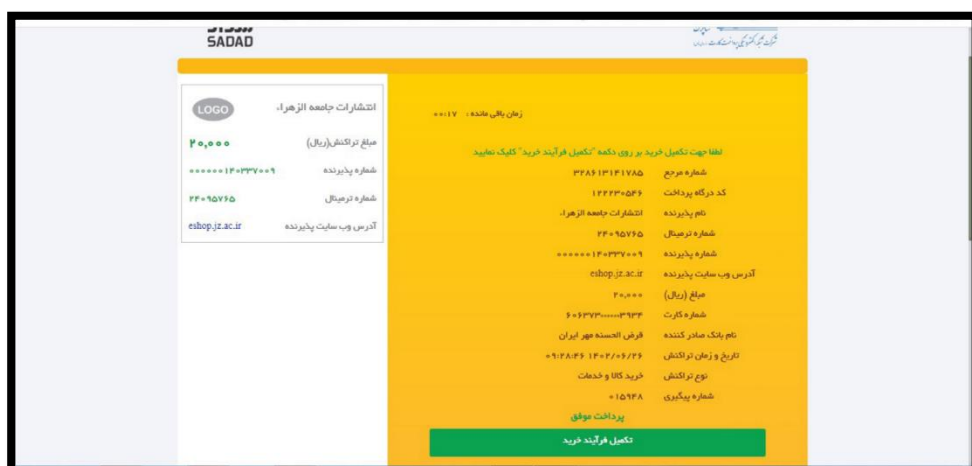 SADAD
زمان باقی مانده : ۰۰:۱۷
لطفا جهت تکمیل خرید بر روی دکمه "تکمیل فرآیند خرید" کلیک نمایید
شماره مرجع ۳۲۸۶۱۳۱۴۱۷۸۵
کد درگاه پرداخت ۱۲۲۲۳۰۵۴۶
نام پذیرنده انتشارات جامعه الزهراء
شماره ترمینال ۲۴۰۹۵۷۶۵
شماره پذیرنده ۰۰۰۰۰۰۱۴۰۳۳۷۰۰۹
آدرس وب سایت پذیرنده eshop.jz.ac.ir
مبلغ (ریال) ۲۰,۰۰۰
شماره کارت ۶۰۶۳۷۳۰۰۰۰۰۰۳۹۳۴
نام بانک صادر کننده قرض الحسنه مهر ایران
تاریخ و زمان تراکنش ۱۴۰۲/۰۶/۲۶ ۰۹:۲۸:۴۶
نوع تراکنش خرید کالا و خدمات
شماره پیگیری ۰۱۵۹۴۸
پرداخت موفق
تکمیل فرآیند خرید
انتشارات جامعه الزهراء LOGO
مبلغ تراکنش(ریال) ۲۰,۰۰۰
شماره پذیرنده ۰۰۰۰۰۰۱۴۰۳۳۷۰۰۹
شماره ترمینال ۲۴۰۹۵۷۶۵
آدرس وب سایت پذیرنده eshop.jz.ac.ir